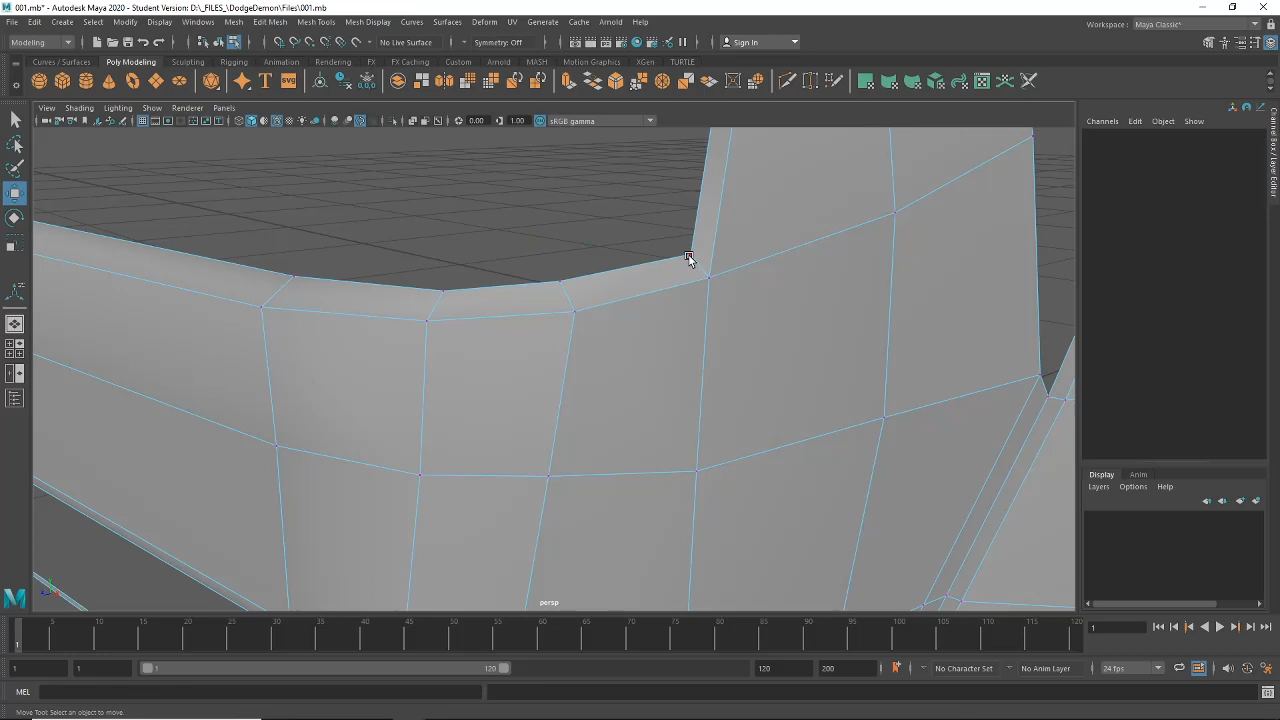 001.mb* - Autodesk Maya 2020 - Student Version: D:\_FILES_\DodgeDemon\Files\001.mb
File Edit Create Select Modify Display Windows Mesh Edit Mesh Mesh Tools Mesh Display Curves Surfaces Deform UV Generate Cache Arnold Help
Workspace : Maya Classic*
Modeling
No Live Surface
Symmetry: Off
Sign In
Curves / Surfaces Poly Modeling Sculpting Rigging Animation Rendering FX FX Caching Custom Arnold MASH Motion Graphics XGen TURTLE
T SVG
View Shading Lighting Show Renderer Panels
0.00 1.00 sRGB gamma
Channels Edit Object Show
Channel Box / Layer Editor
persp
Display Anim
Layers Options Help
5 10 15 20 25 30 35 40 45 50 55 60 65 70 75 80 85 90 95 100 105 110 115 120
1
1
1 1 1 120 120 200 No Character Set No Anim Layer 24 fps
MEL
Move Tool: Select an object to move.